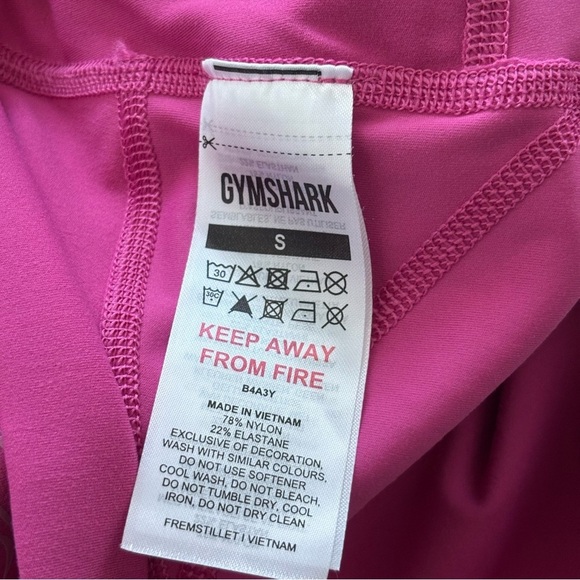 GYMSHARK
S
30
30C
KEEP AWAY
FROM FIRE
B4A3Y
MADE IN VIETNAM
78% NYLON
22% ELASTANE
EXCLUSIVE OF DECORATION,
WASH WITH SIMILAR COLOURS,
DO NOT USE SOFTENER
COOL WASH, DO NOT BLEACH,
DO NOT TUMBLE DRY, COOL
IRON, DO NOT DRY CLEAN
FREMSTILLET I VIETNAM